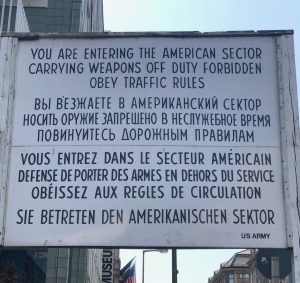 YOU ARE ENTERING THE AMERICAN SECTOR
CARRYING WEAPONS OFF DUTY FORBIDDEN
OBEY TRAFFIC RULES
ВЫ ВЪЕЗЖАЕТЕ В АМЕРИКАНСКИЙ СЕКТОР
НОСИТЬ ОРУЖИЕ ЗАПРЕЩЕНО В НЕСЛУЖЕБНОЕ ВРЕМЯ
ПОВИНУЙТЕСЬ ДОРОЖНЫМ ПРАВИЛАМ
VOUS ENTREZ DANS LE SECTEUR AMÉRICAIN
DEFENSE DE PORTER DES ARMES EN DEHORS DU SERVICE
OBÉISSEZ AUX REGLES DE CIRCULATION
SIE BETRETEN DEN AMERIKANISCHEN SEKTOR
US ARMY